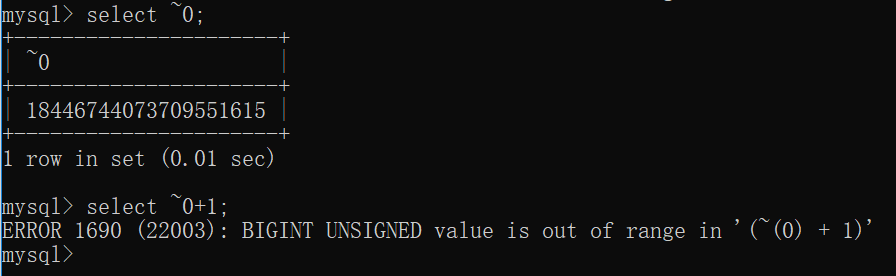 mysql> select ~0;
+----------------------+
| ~0                   |
+----------------------+
| 18446744073709551615 |
+----------------------+
1 row in set (0.01 sec)

mysql> select ~0+1;
ERROR 1690 (22003): BIGINT UNSIGNED value is out of range in '(~(0) + 1)'
mysql>